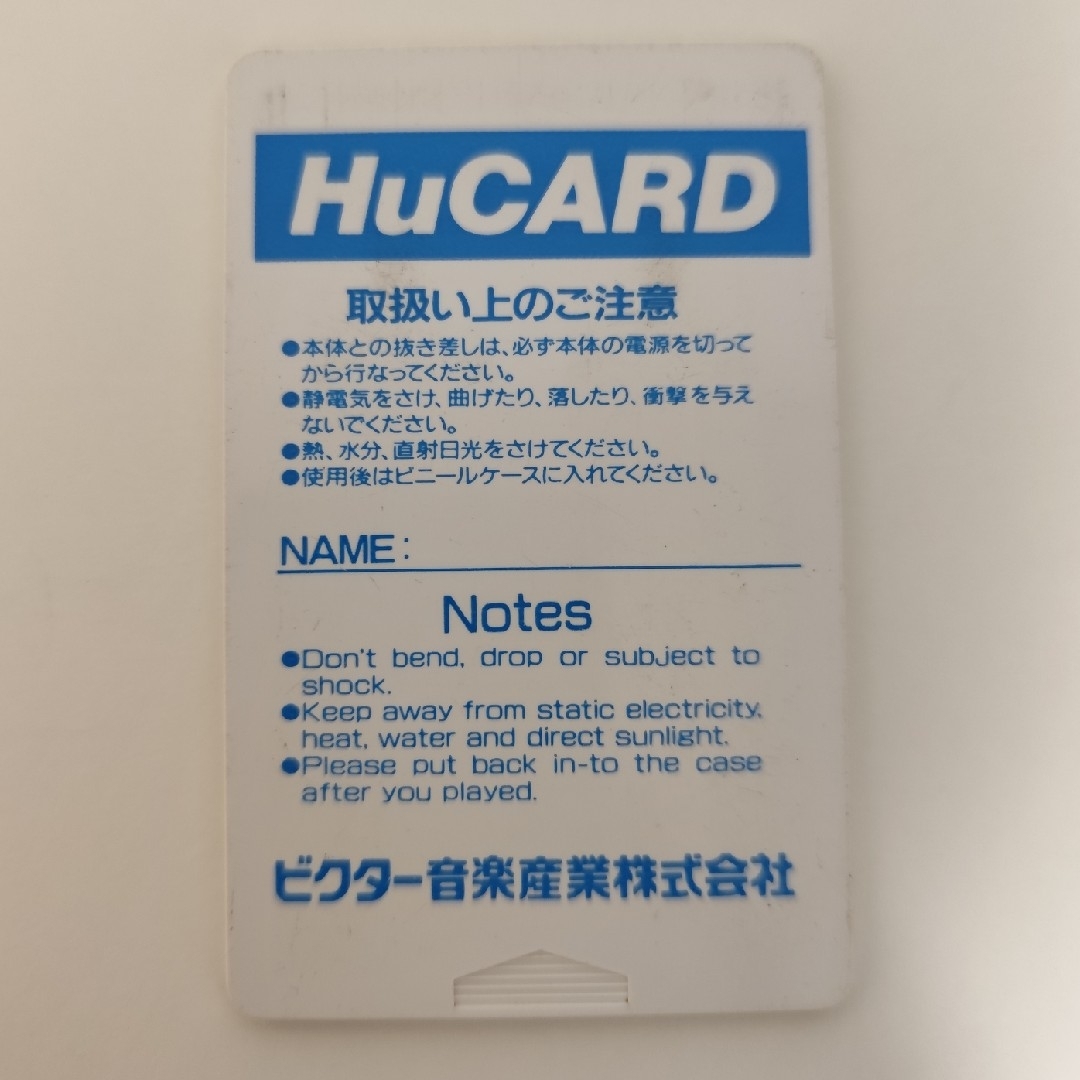 HuCARD
取扱い上のご注意
●本体との抜き差しは、必ず本体の電源を切って
から行なってください。
●静電気をさけ、曲げたり、落したり、衝撃を与え
ないでください。
●熱、水分、直射日光をさけてください。
●使用後はビニールケースに入れてください。
NAME:
Notes
●Don't bend, drop or subject to
shock.
●Keep away from static electricity,
heat, water and direct sunlight.
●Please put back in-to the case
after you played.
ビクター音楽産業株式会社